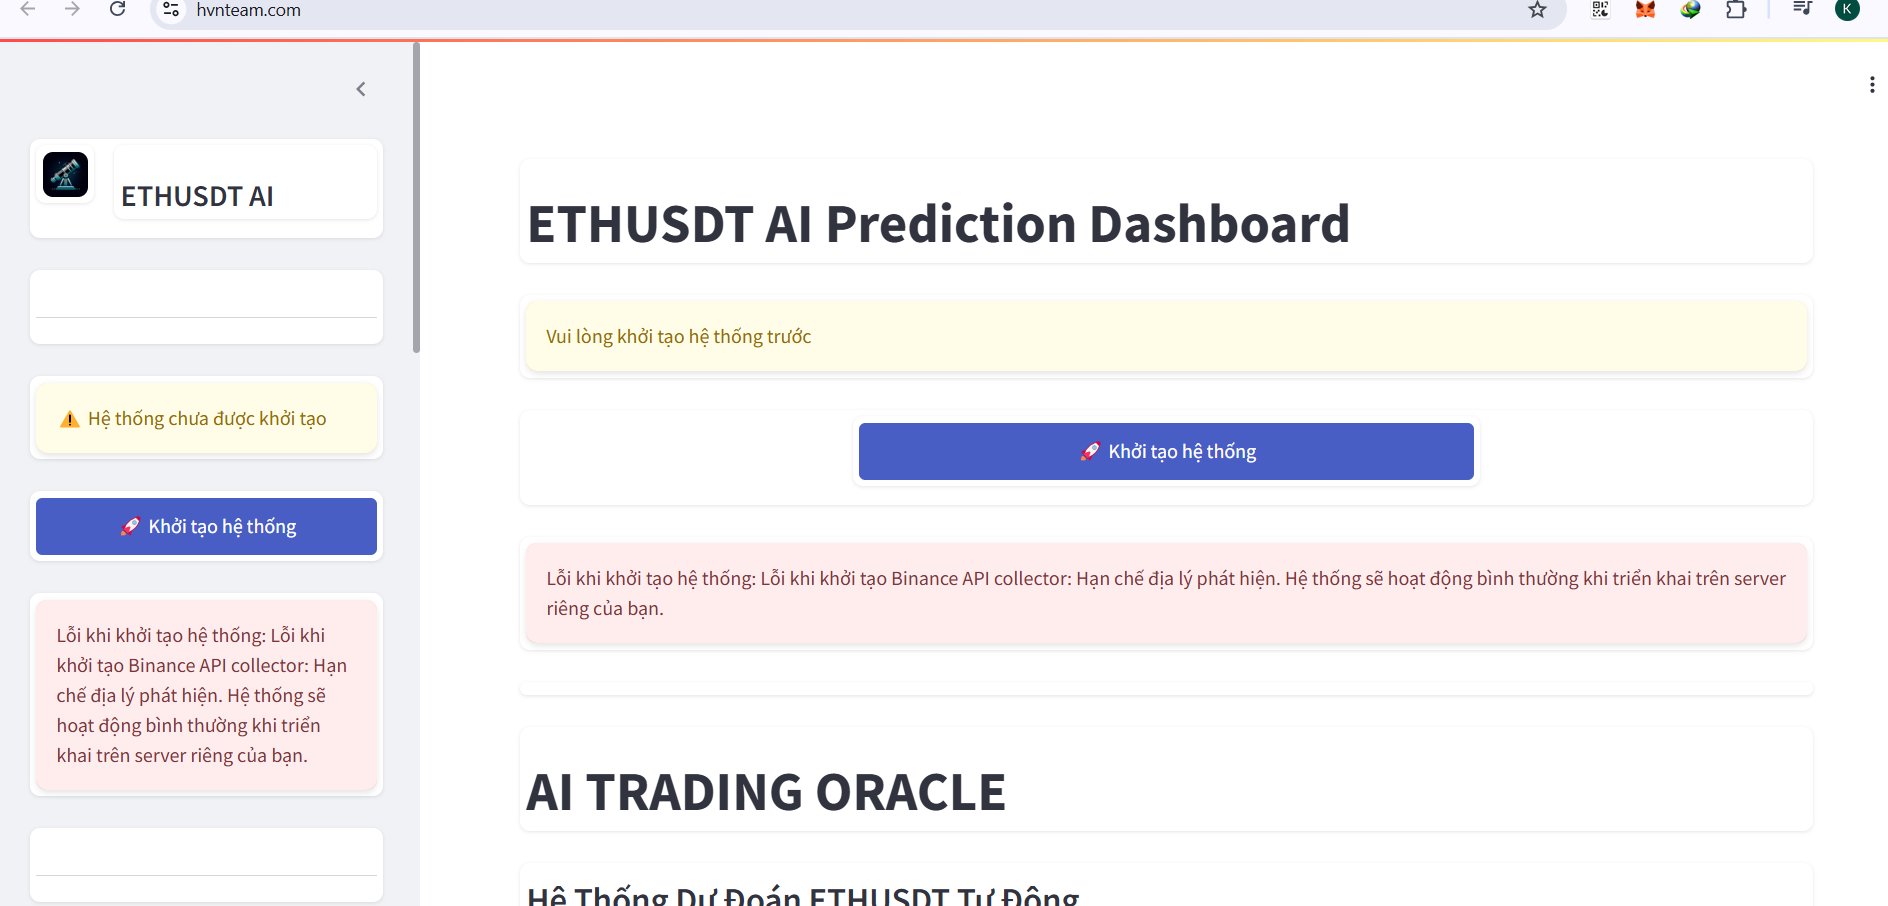 hvnteam.com
K
ETHUSDT AI
⚠️ Hệ thống chưa được khởi tạo
🚀 Khởi tạo hệ thống
Lỗi khi khởi tạo hệ thống: Lỗi khi
khởi tạo Binance API collector: Hạn
chế địa lý phát hiện. Hệ thống sẽ
hoạt động bình thường khi triển
khai trên server riêng của bạn.
ETHUSDT AI Prediction Dashboard
Vui lòng khởi tạo hệ thống trước
🚀 Khởi tạo hệ thống
Lỗi khi khởi tạo hệ thống: Lỗi khi khởi tạo Binance API collector: Hạn chế địa lý phát hiện. Hệ thống sẽ hoạt động bình thường khi triển khai trên server
riêng của bạn.
AI TRADING ORACLE
Hệ Thống Dự Đoán ETHUSDT Tự Động